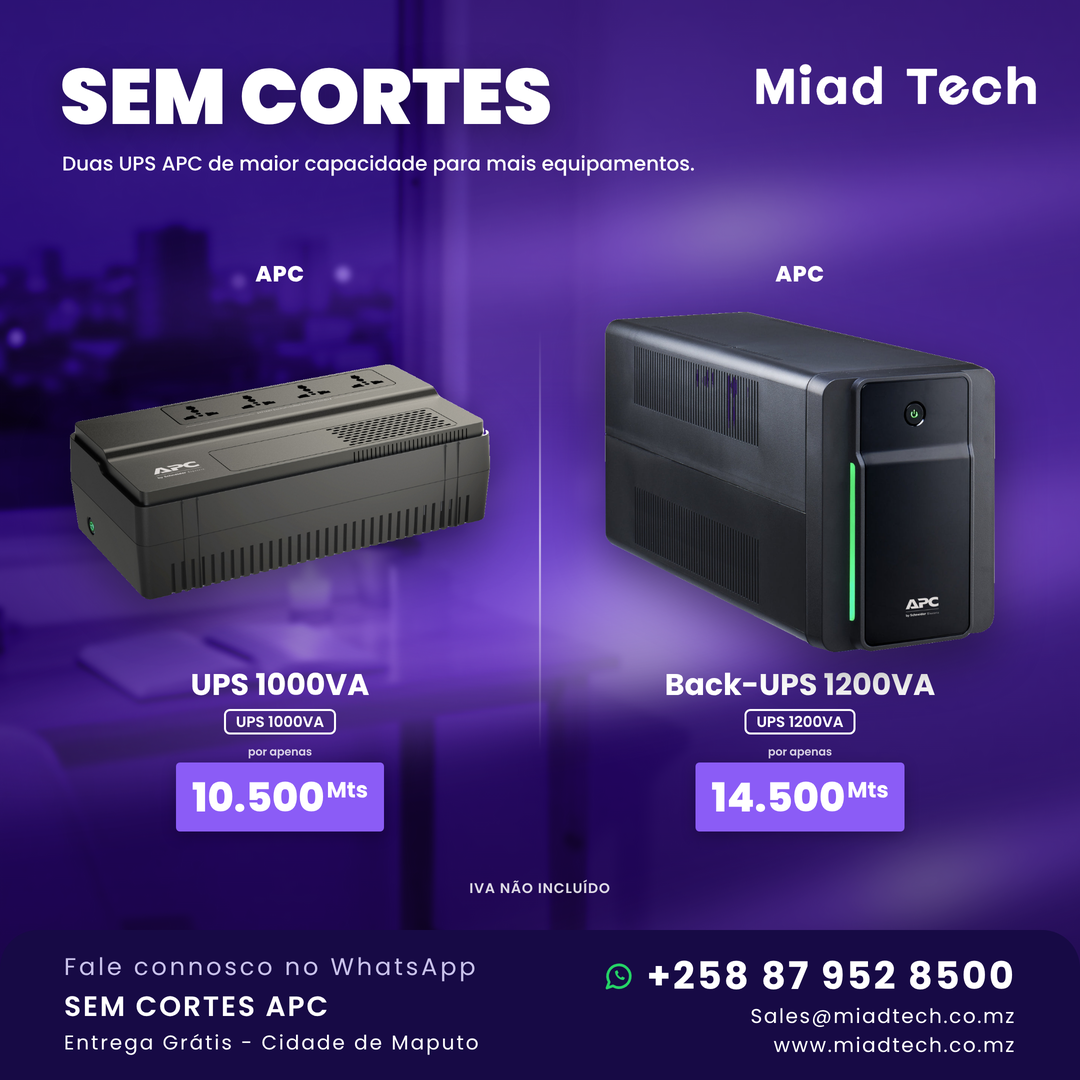 SEM CORTES
Miad Tech
Duas UPS APC de maior capacidade para mais equipamentos.
APC
APC
APC
APC
UPS 1000VA
Back-UPS 1200VA
UPS 1000VA
UPS 1200VA
por apenas
por apenas
10.500Mts
14.500Mts
IVA NÃO INCLUÍDO
Fale connosco no WhatsApp
SEM CORTES APC
Entrega Grátis - Cidade de Maputo
+258 87 952 8500
Sales@miadtech.co.mz
www.miadtech.co.mz